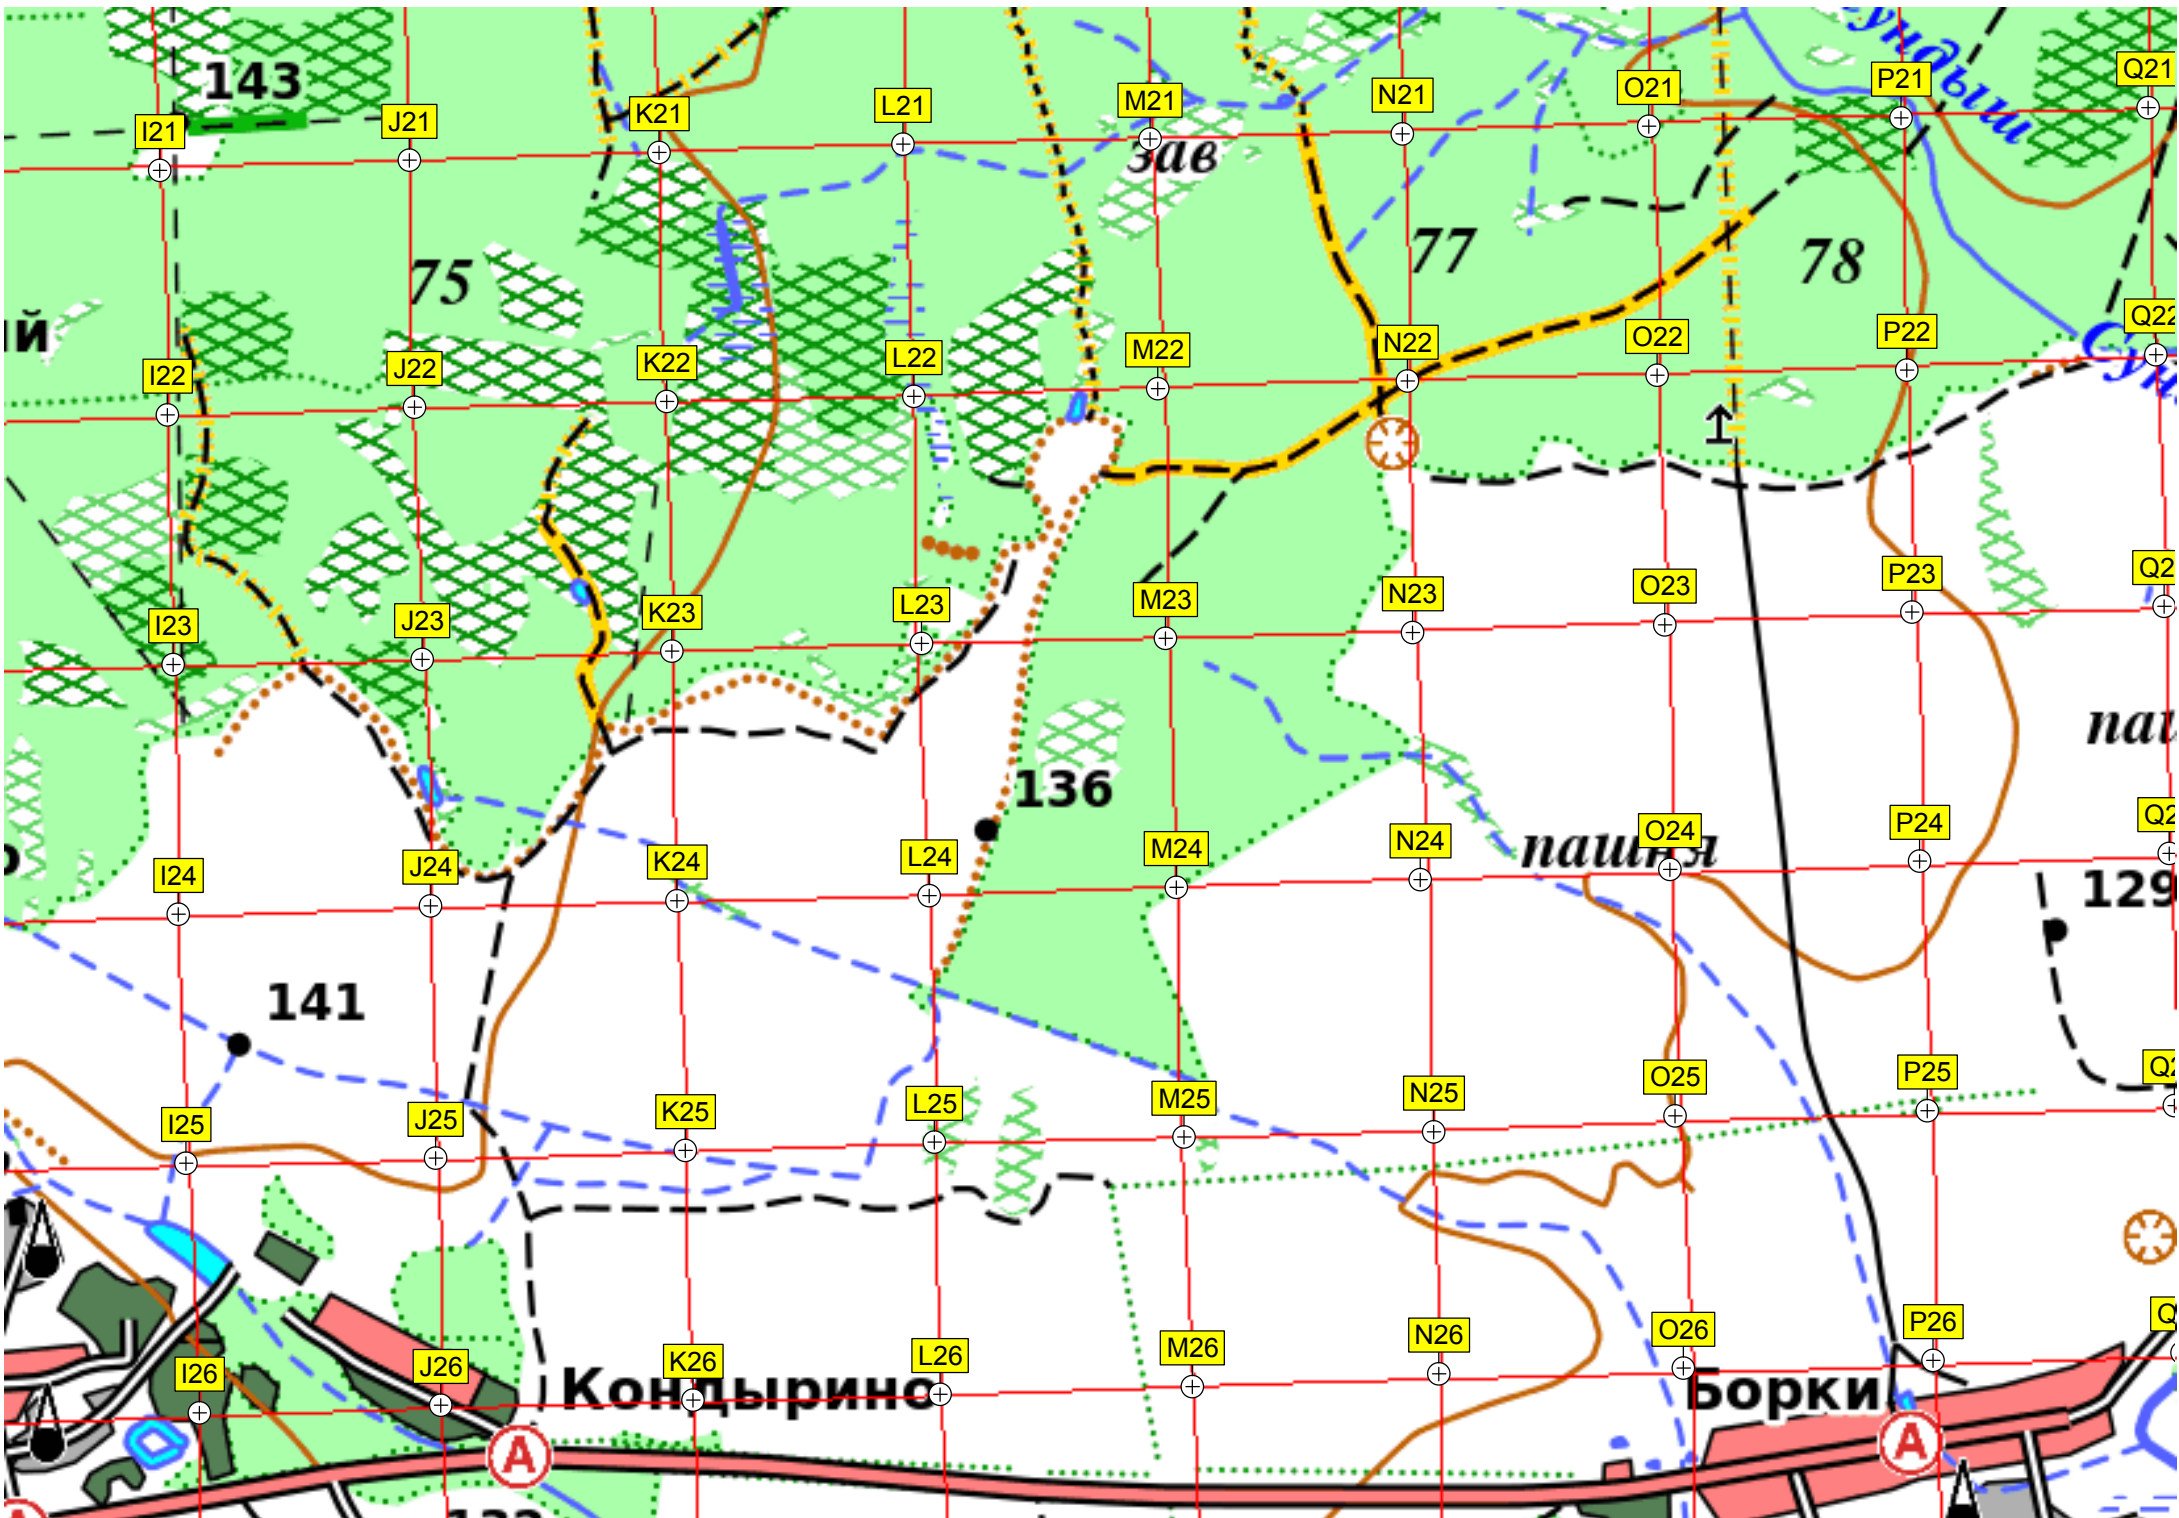 143
I21 J21 K21 L21 M21 N21 O21 P21 Q21
зав
75 77 78
I22 J22 K22 L22 M22 N22 O22 P22 Q22
I23 J23 K23 L23 M23 N23 O23 P23
136
пашня
I24 J24 K24 L24 M24 N24 O24 P24
129
141
I25 J25 K25 L25 M25 N25 O25 P25
I26 J26 K26 L26 M26 N26 O26 P26
Кондырино
Борки
A A